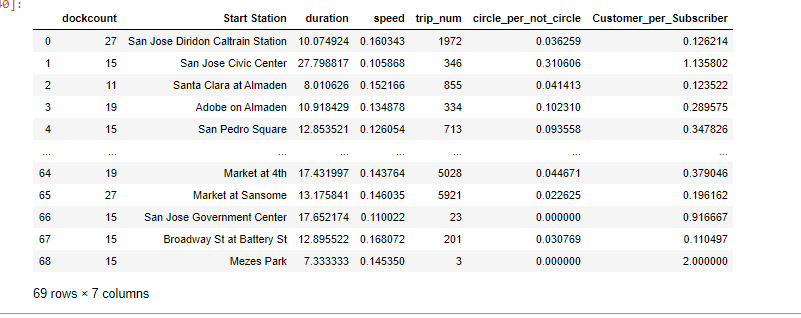 40]:
dockcount Start Station duration speed trip_num circle_per_not_circle Customer_per_Subscriber
0 27 San Jose Diridon Caltrain Station 10.074924 0.160343 1972 0.036259 0.126214
1 15 San Jose Civic Center 27.798817 0.105868 346 0.310606 1.135802
2 11 Santa Clara at Almaden 8.010626 0.152166 855 0.041413 0.123522
3 19 Adobe on Almaden 10.918429 0.134878 334 0.102310 0.289575
4 15 San Pedro Square 12.853521 0.126054 713 0.093558 0.347826
... ... ... ... ... ... ... ...
64 19 Market at 4th 17.431997 0.143764 5028 0.044671 0.379046
65 27 Market at Sansome 13.175841 0.146035 5921 0.022625 0.196162
66 15 San Jose Government Center 17.652174 0.110022 23 0.000000 0.916667
67 15 Broadway St at Battery St 12.895522 0.168072 201 0.030769 0.110497
68 15 Mezes Park 7.333333 0.145350 3 0.000000 2.000000
69 rows × 7 columns